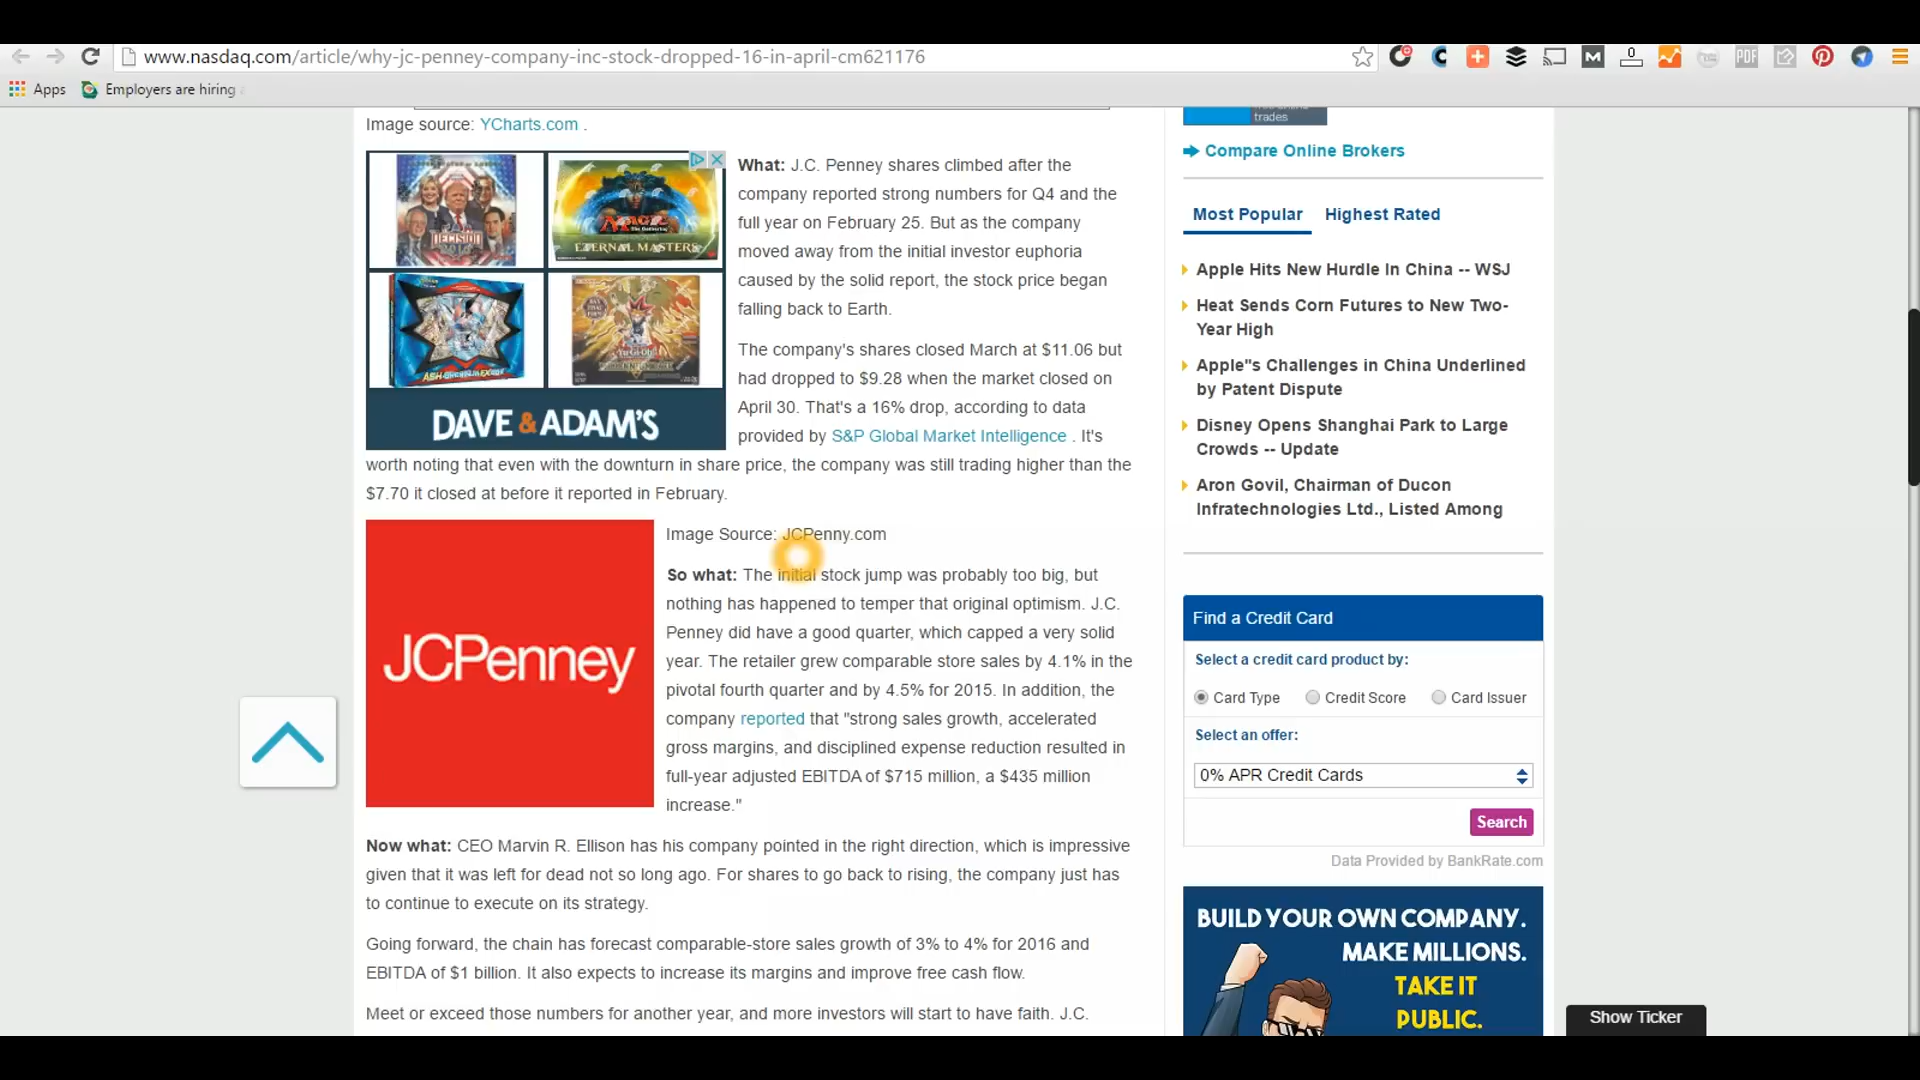 www.nasdaq.com/article/why-jc-penney-company-inc-stock-dropped-16-in-april-cm621176
Apps
Employers are hiring
Image source: YCharts.com .
DECISION
MAGIC
The Gathering
ETERNAL MASTERS
Yu-Gi-Oh!
DAVE & ADAM'S
What: J.C. Penney shares climbed after the
company reported strong numbers for Q4 and the
full year on February 25. But as the company
moved away from the initial investor euphoria
caused by the solid report, the stock price began
falling back to Earth.
The company's shares closed March at $11.06 but
had dropped to $9.28 when the market closed on
April 30. That's a 16% drop, according to data
provided by S&P Global Market Intelligence . It's
worth noting that even with the downturn in share price, the company was still trading higher than the
$7.70 it closed at before it reported in February.
JCPenney
Image Source: JCPenny.com
So what: The initial stock jump was probably too big, but
nothing has happened to temper that original optimism. J.C.
Penney did have a good quarter, which capped a very solid
year. The retailer grew comparable store sales by 4.1% in the
pivotal fourth quarter and by 4.5% for 2015. In addition, the
company reported that "strong sales growth, accelerated
gross margins, and disciplined expense reduction resulted in
full-year adjusted EBITDA of $715 million, a $435 million
increase."
Now what: CEO Marvin R. Ellison has his company pointed in the right direction, which is impressive
given that it was left for dead not so long ago. For shares to go back to rising, the company just has
to continue to execute on its strategy.
Going forward, the chain has forecast comparable-store sales growth of 3% to 4% for 2016 and
EBITDA of $1 billion. It also expects to increase its margins and improve free cash flow.
Meet or exceed those numbers for another year, and more investors will start to have faith. J.C.
trades
Compare Online Brokers
Most Popular
Highest Rated
Apple Hits New Hurdle In China -- WSJ
Heat Sends Corn Futures to New Two-
Year High
Apple"s Challenges in China Underlined
by Patent Dispute
Disney Opens Shanghai Park to Large
Crowds -- Update
Aron Govil, Chairman of Ducon
Infratechnologies Ltd., Listed Among
Find a Credit Card
Select a credit card product by:
Card Type
Credit Score
Card Issuer
Select an offer:
0% APR Credit Cards
Search
Data Provided by BankRate.com
BUILD YOUR OWN COMPANY.
MAKE MILLIONS.
TAKE IT
PUBLIC.
Show Ticker